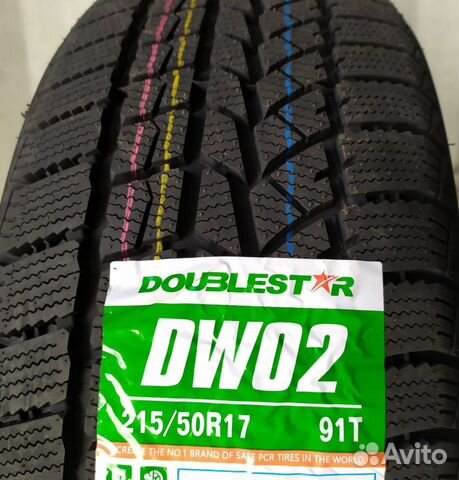 DOUBLESTAR
DW02
215/50R17 91T
CREATE THE NO.1 BRAND OF SAFE PCR TIRES IN THE WORLD
Avito